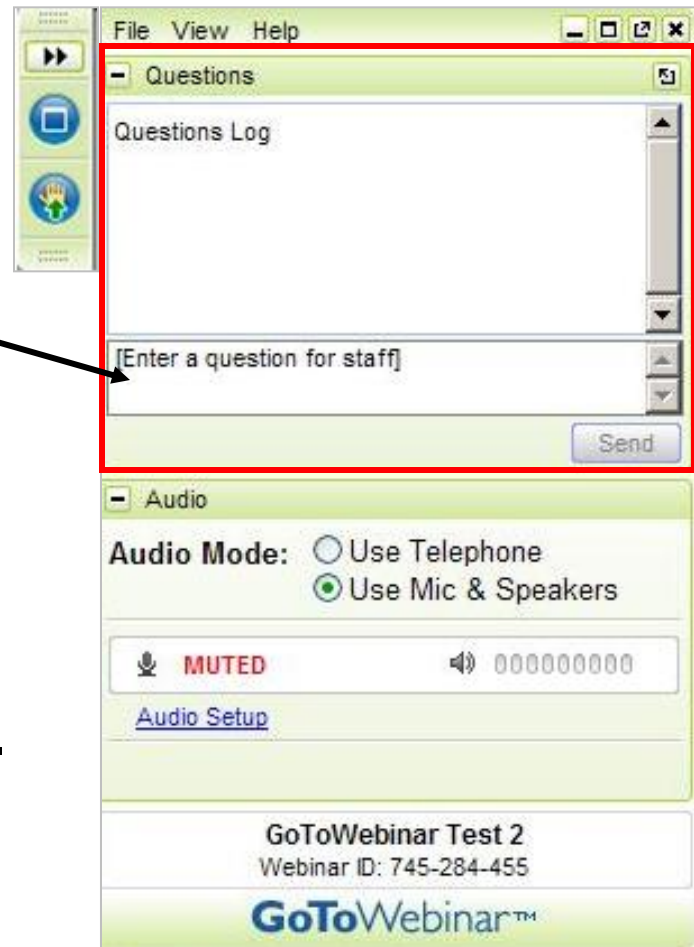 File View Help
Questions
Questions Log
[Enter a question for staff]
Send
Audio
Audio Mode: Use Telephone
Use Mic & Speakers
MUTED 000000000
Audio Setup
GoToWebinar Test 2
Webinar ID: 745-284-455
GoToWebinar™